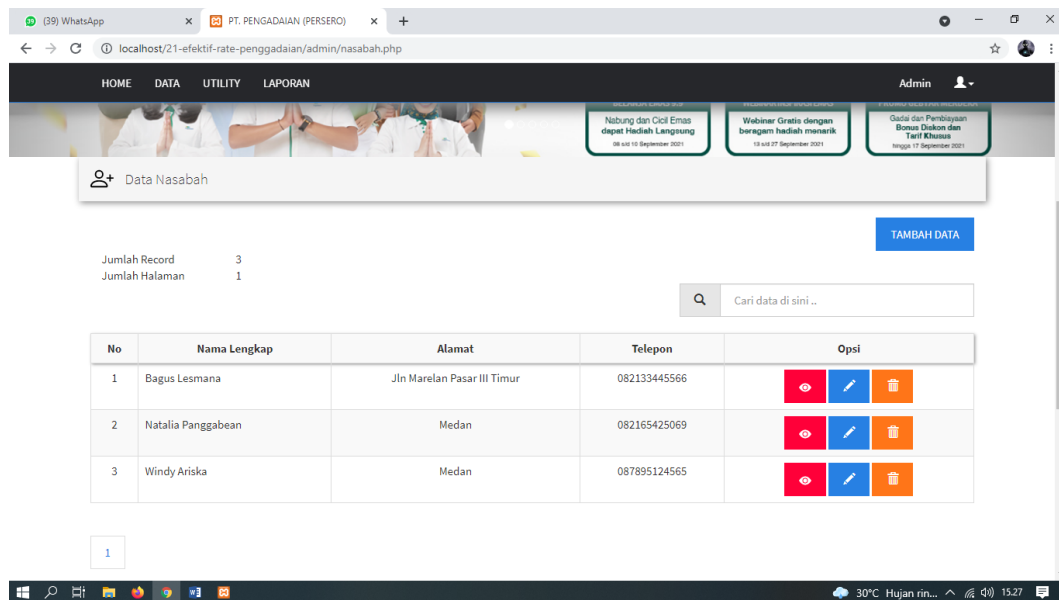 (39) WhatsApp
PT. PENGADAIAN (PERSERO)
localhost/21-efektif-rate-penggadaian/admin/nasabah.php
HOME DATA UTILITY LAPORAN Admin
Nabung dan Cicil Emas
dapat Hadiah Langsung
08 s/d 10 September 2021
Webinar Gratis dengan
beragam hadiah menarik
13 s/d 27 September 2021
Gadai dan Pembiayaan
Bonus Diskon dan
Tarif Khusus
hingga 17 September 2021
Data Nasabah
TAMBAH DATA
Jumlah Record 3
Jumlah Halaman 1
Cari data di sini ..
No Nama Lengkap Alamat Telepon Opsi
1 Bagus Lesmana Jln Marelan Pasar III Timur 082133445566
2 Natalia Panggabean Medan 082165425069
3 Windy Ariska Medan 087895124565
1
30°C Hujan rin... 15.27